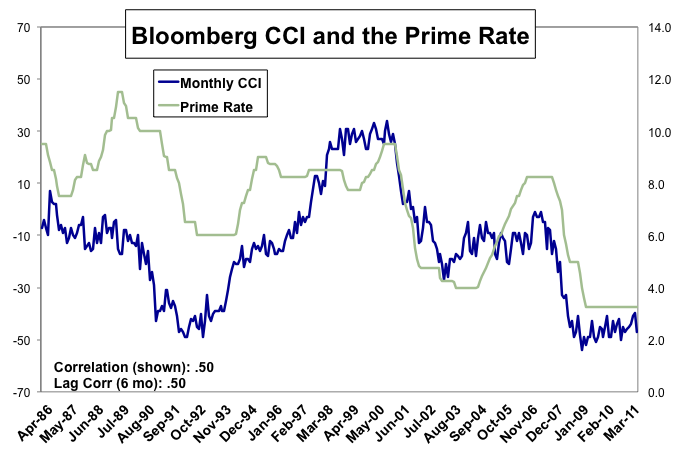 Bloomberg CCI and the Prime Rate
Monthly CCI
Prime Rate
70
50
30
10
-10
-30
-50
-70
14.0
12.0
10.0
8.0
6.0
4.0
2.0
0.0
Correlation (shown): .50
Lag Corr (6 mo): .50
Apr-86
May-87
Jun-88
Jul-89
Aug-90
Sep-91
Oct-92
Nov-93
Dec-94
Jan-96
Feb-97
Mar-98
Apr-99
May-00
Jun-01
Jul-02
Aug-03
Sep-04
Oct-05
Nov-06
Dec-07
Jan-09
Feb-10
Mar-11